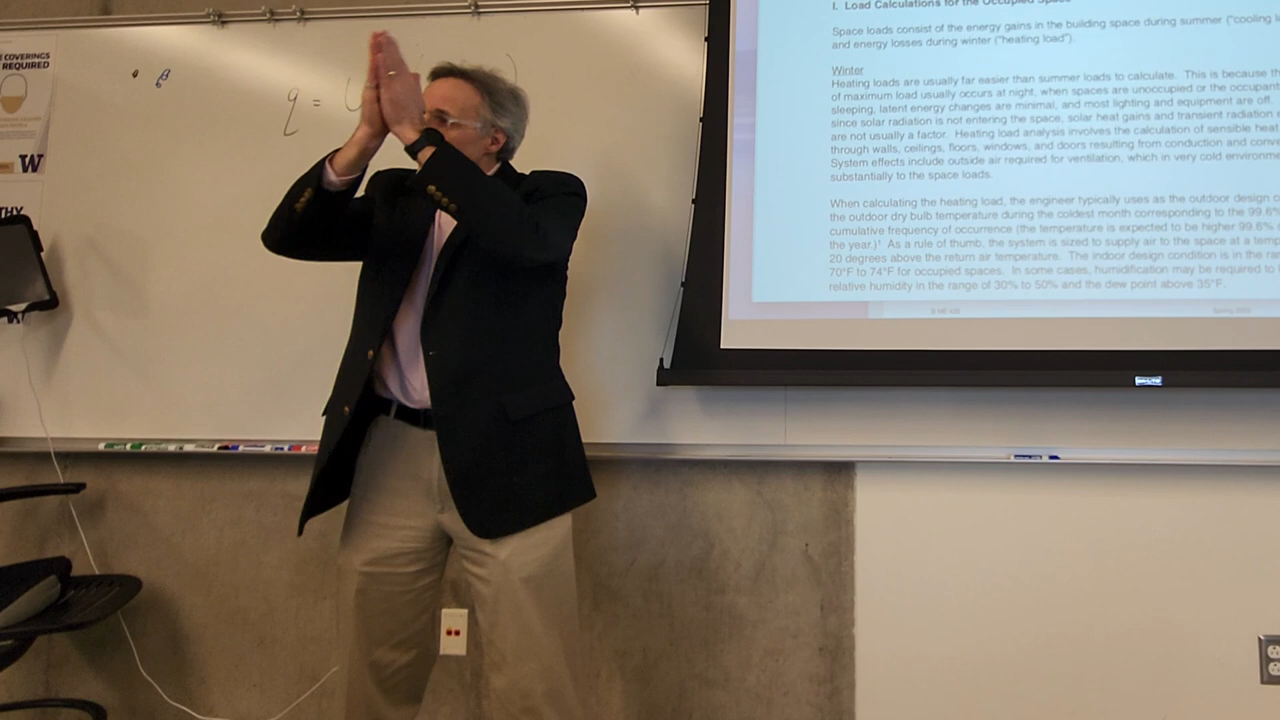 E COVERINGS
REQUIRED
W
THY
q = U ( )
I. Load Calculations for the Occupied Space
Space loads consist of the energy gains in the building space during summer ("cooling
and energy losses during winter ("heating load").
Winter
Heating loads are usually far easier than summer loads to calculate. This is because th
of maximum load usually occurs at night, when spaces are unoccupied or the occupant
sleeping, latent energy changes are minimal, and most lighting and equipment are off.
since solar radiation is not entering the space, solar heat gains and transient radiation
are not usually a factor. Heating load analysis involves the calculation of sensible heat
through walls, ceilings, floors, windows, and doors resulting from conduction and conve
System effects include outside air required for ventilation, which in very cold environme
substantially to the space loads.
When calculating the heating load, the engineer typically uses as the outdoor design
the outdoor dry bulb temperature during the coldest month corresponding to the 99.6%
cumulative frequency of occurrence (the temperature is expected to be higher 99.6%
the year.)¹ As a rule of thumb, the system is sized to supply air to the space at a temp
20 degrees above the return air temperature. The indoor design condition is in the ra
70°F to 74°F for occupied spaces. In some cases, humidification may be required to
relative humidity in the range of 30% to 50% and the dew point above 35°F.